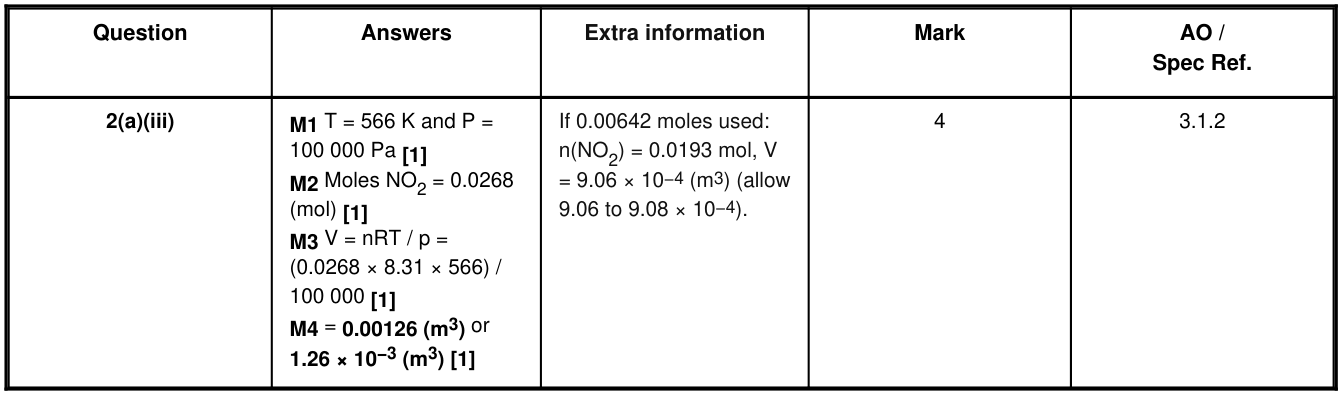 Question Answers Extra information Mark AO /
Spec Ref.
2(a)(iii)
M1 T = 566 K and P =
100 000 Pa [1]
M2 Moles NO2 = 0.0268
(mol) [1]
M3 V = nRT / p =
(0.0268 × 8.31 × 566) /
100 000 [1]
M4 = 0.00126 (m3) or
1.26 × 10–3 (m3) [1]
If 0.00642 moles used:
n(NO2) = 0.0193 mol, V
= 9.06 × 10–4 (m3) (allow
9.06 to 9.08 × 10–4).
4
3.1.2